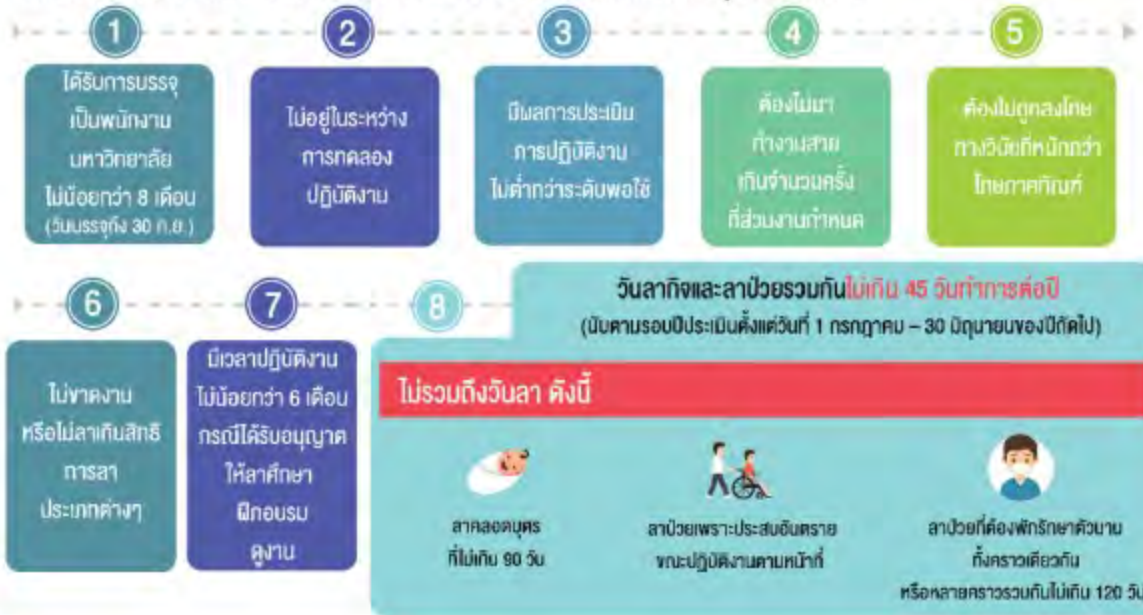 1
ได้รับการบรรจุ
เป็นพนักงาน
มหาวิทยาลัย
ไม่น้อยกว่า 8 เดือน
(วันบรรจุถึง 30 ก.ย.)
2
ไม่อยู่ในระหว่าง
การทดลอง
ปฏิบัติงาน
3
มีผลการประเมิน
การปฏิบัติงาน
ไม่ต่ำกว่าระดับพอใช้
4
ต้องไม่มา
ทำงานสาย
เกินจำนวนครั้ง
ที่ส่วนงานกำหนด
5
ต้องไม่ถูกลงโทษ
ทางวินัยที่หนักกว่า
โทษภาคทัณฑ์
6
ไม่ขาดงาน
หรือไม่ลาเกินสิทธิ
การลา
ประเภทต่างๆ
7
มีเวลาปฏิบัติงาน
ไม่น้อยกว่า 6 เดือน
กรณีได้รับอนุญาต
ให้ลาศึกษา
ฝึกอบรม
ดูงาน
8
วันลากิจและลาป่วยรวมกันไม่เกิน 45 วันทำการต่อปี
(นับตามรอบปีประเมินตั้งแต่วันที่ 1 กรกฎาคม – 30 มิถุนายนของปีถัดไป)
ไม่รวมถึงวันลา ดังนี้
ลาคลอดบุตร
ที่ไม่เกิน 90 วัน
ลาป่วยเพราะประสบอันตราย
ขณะปฏิบัติงานตามหน้าที่
ลาป่วยที่ต้องพักรักษาตัวนาน
ทั้งคราวเดียวกัน
หรือหลายคราวรวมกันไม่เกิน 120 วัน